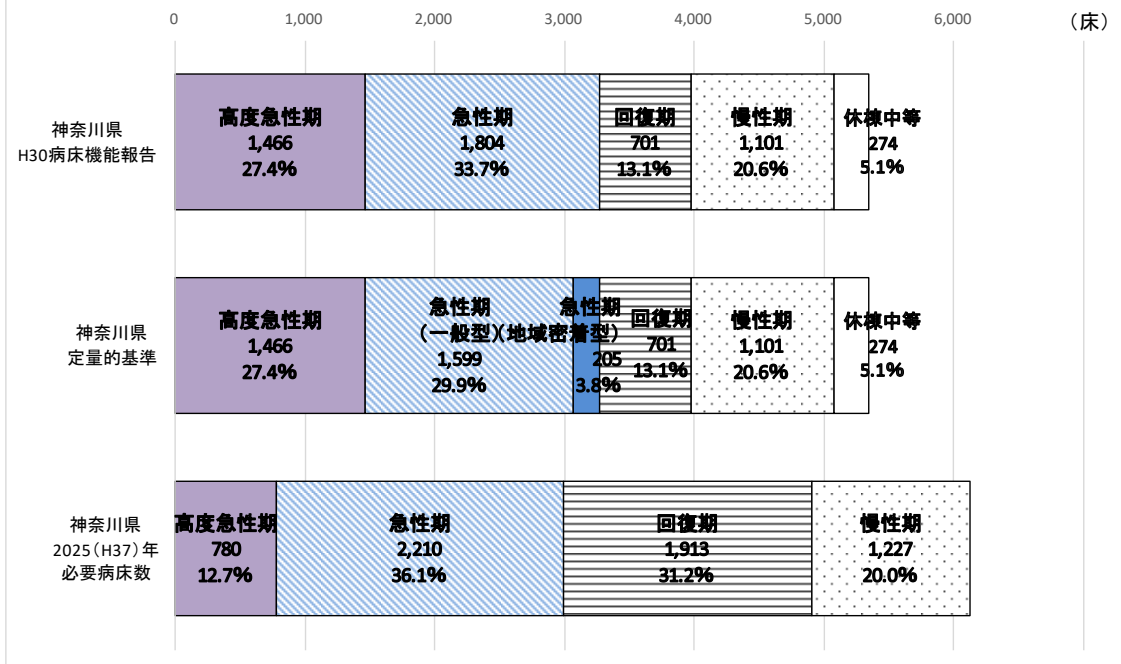 0 1,000 2,000 3,000 4,000 5,000 6,000 （床）
神奈川県
H30病床機能報告
高度急性期
1,466
27.4%
急性期
1,804
33.7%
回復期
701
13.1%
慢性期
1,101
20.6%
休棟中等
274
5.1%
神奈川県
定量的基準
高度急性期
1,466
27.4%
急性期
（一般型）
1,599
29.9%
急性期
（地域密着型）
205
3.8%
回復期
701
13.1%
慢性期
1,101
20.6%
休棟中等
274
5.1%
神奈川県
2025（H37）年
必要病床数
高度急性期
780
12.7%
急性期
2,210
36.1%
回復期
1,913
31.2%
慢性期
1,227
20.0%